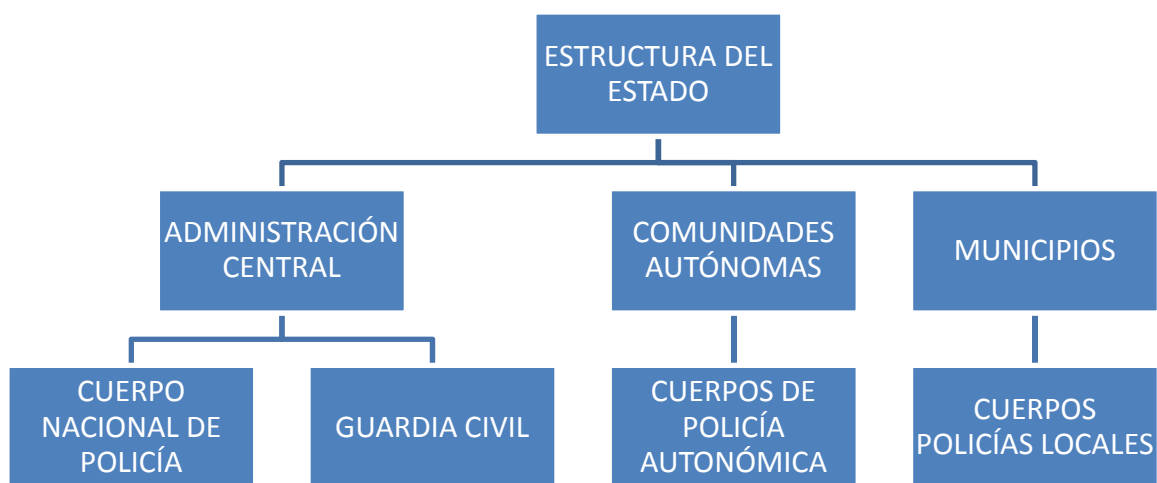 ESTRUCTURA DEL
ESTADO
ADMINISTRACIÓN
CENTRAL
COMUNIDADES
AUTÓNOMAS
MUNICIPIOS
CUERPO
NACIONAL DE
POLICÍA
GUARDIA CIVIL
CUERPOS DE
POLICÍA
AUTONÓMICA
CUERPOS
POLICÍAS LOCALES